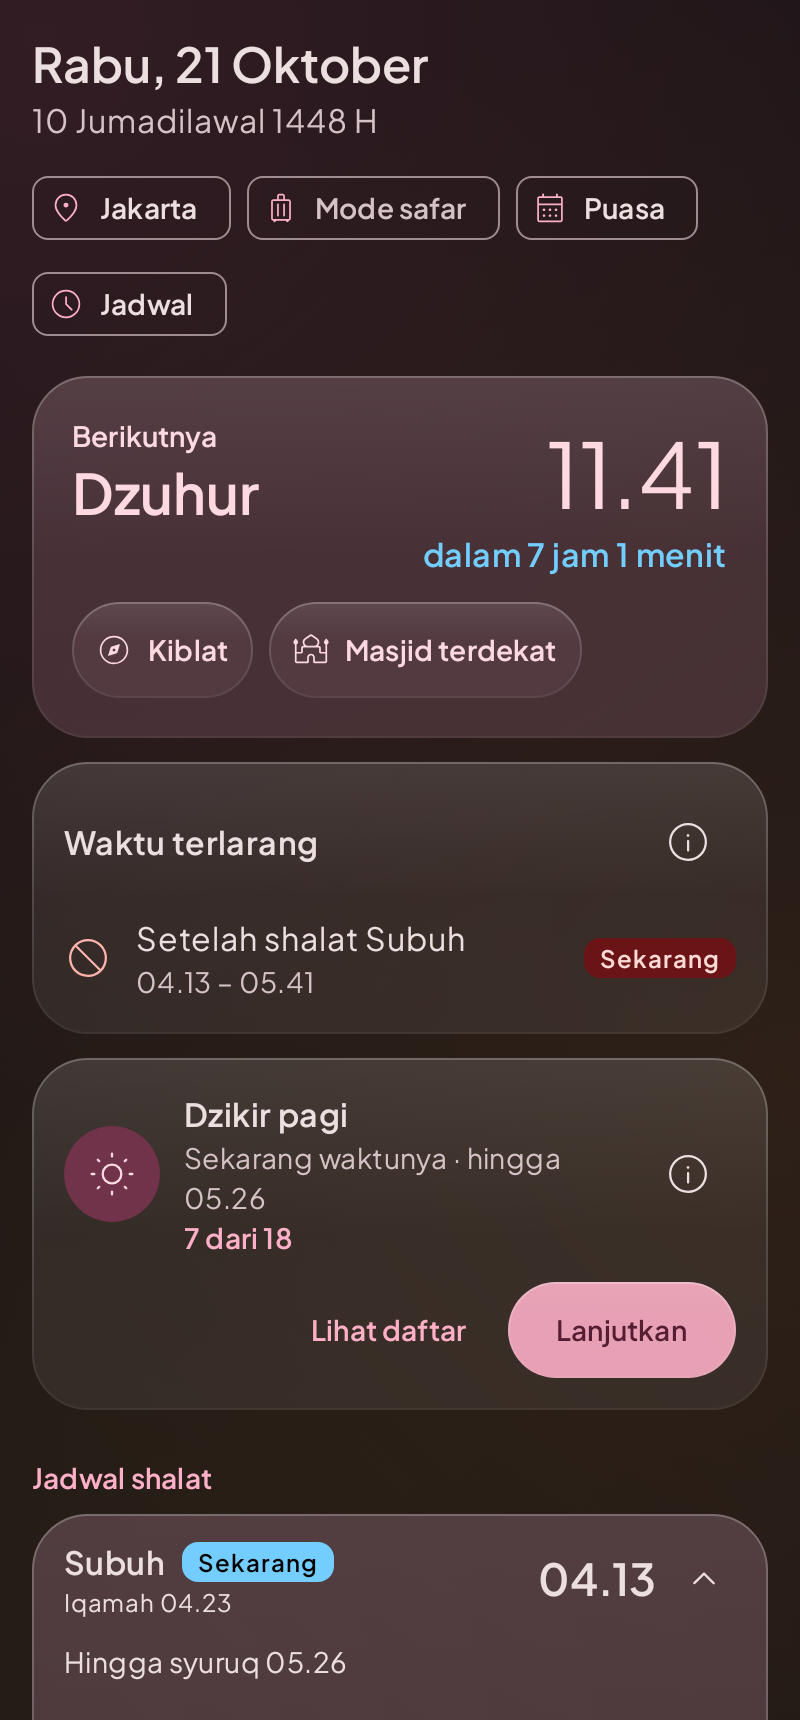 Rabu, 21 Oktober
10 Jumadilawal 1448 H
Jakarta
Mode safar
Puasa
Jadwal
Berikutnya
Dzuhur
11.41
dalam 7 jam 1 menit
Kiblat
Masjid terdekat
Waktu terlarang
Setelah shalat Subuh
04.13 – 05.41
Sekarang
Dzikir pagi
Sekarang waktunya · hingga
05.26
7 dari 18
Lihat daftar
Lanjutkan
Jadwal shalat
Subuh
Sekarang
04.13
Iqamah 04.23
Hingga syuruq 05.26